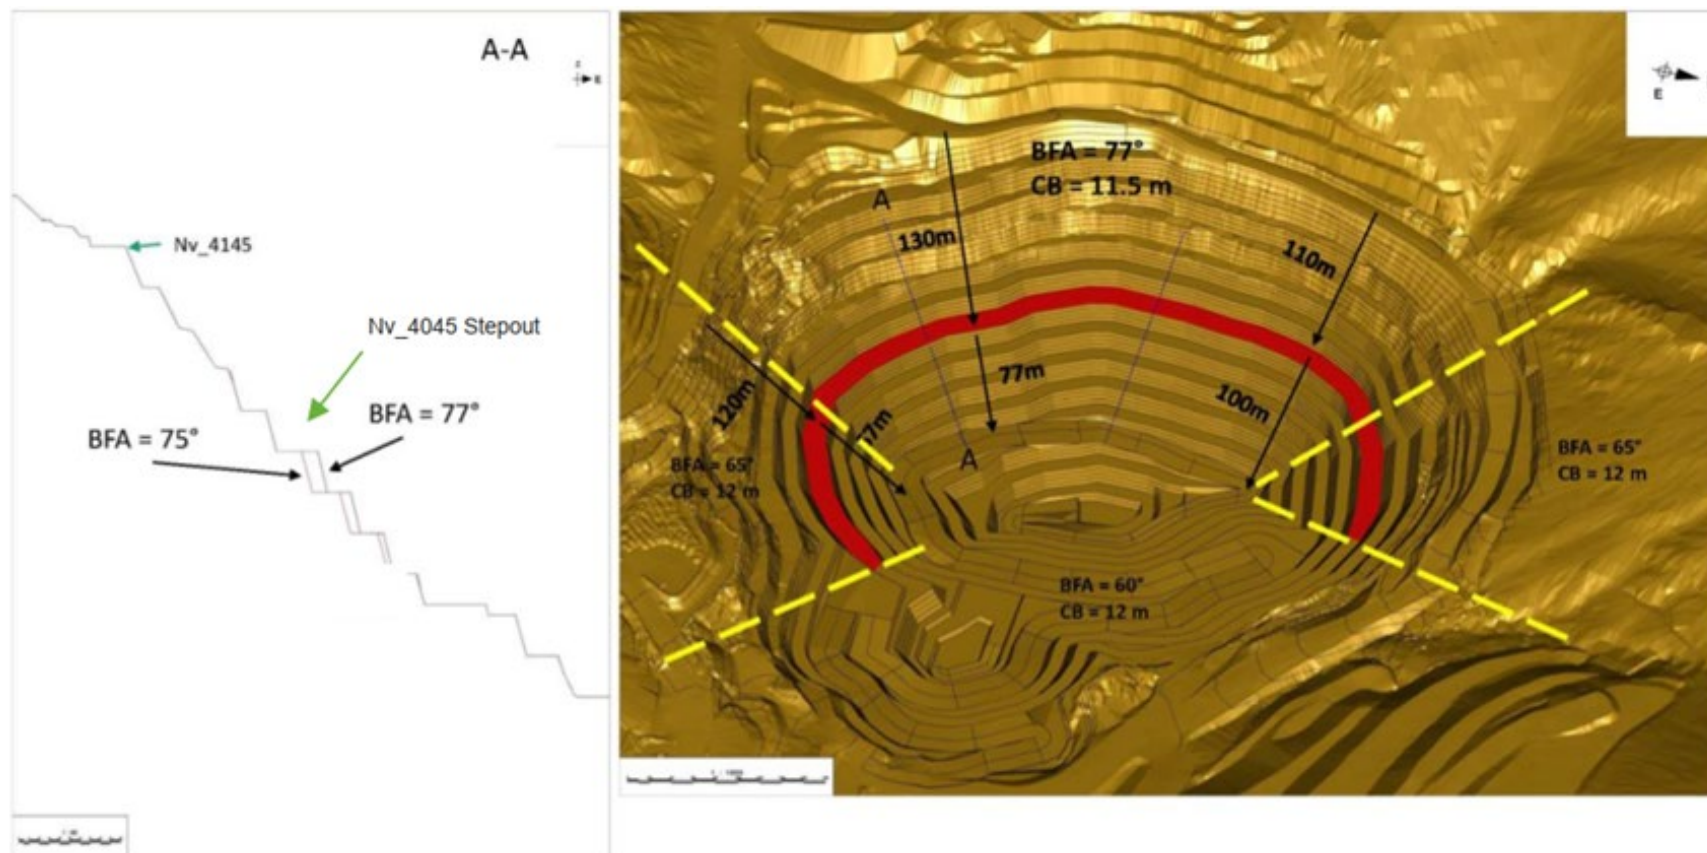 A-A
Z
E
Nv_4145
Nv_4045 Stepout
BFA = 77°
BFA = 75°
E
BFA = 77°
CB = 11.5 m
A
130m
110m
77m
100m
120m
A
BFA = 65°
CB = 12 m
BFA = 65°
CB = 12 m
BFA = 60°
CB = 12 m